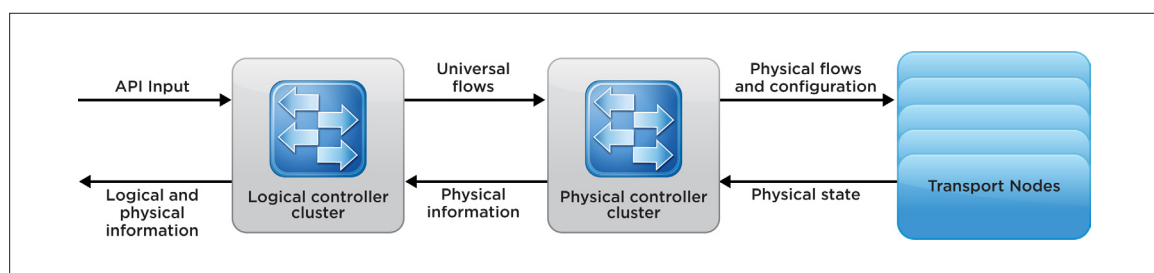 API Input
Universal
flows
Physical flows
and configuration
Logical controller
cluster
Physical controller
cluster
Transport Nodes
Logical and
physical
information
Physical
information
Physical state